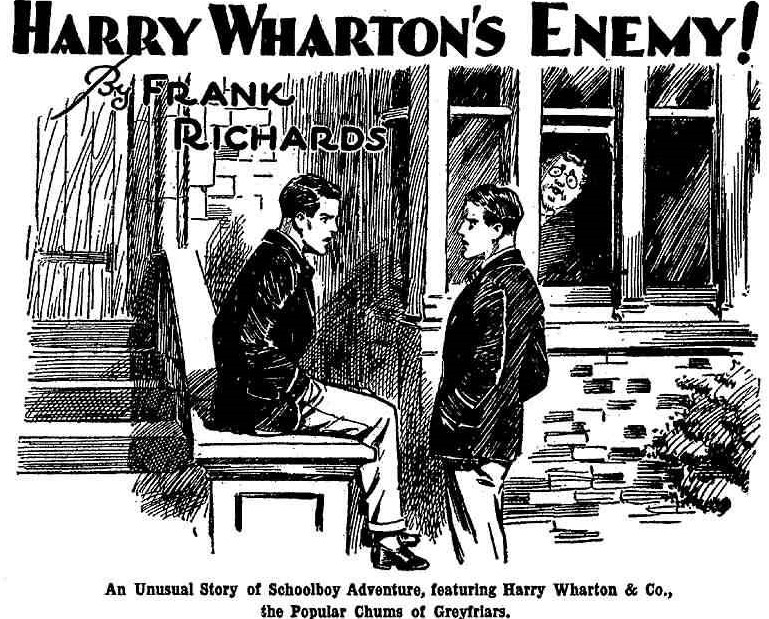 HARRY WHARTON'S ENEMY!
By FRANK
RICHARDS
An Unusual Story of Schoolboy Adventure, featuring Harry Wharton & Co.,
the Popular Chums of Greyfriars.